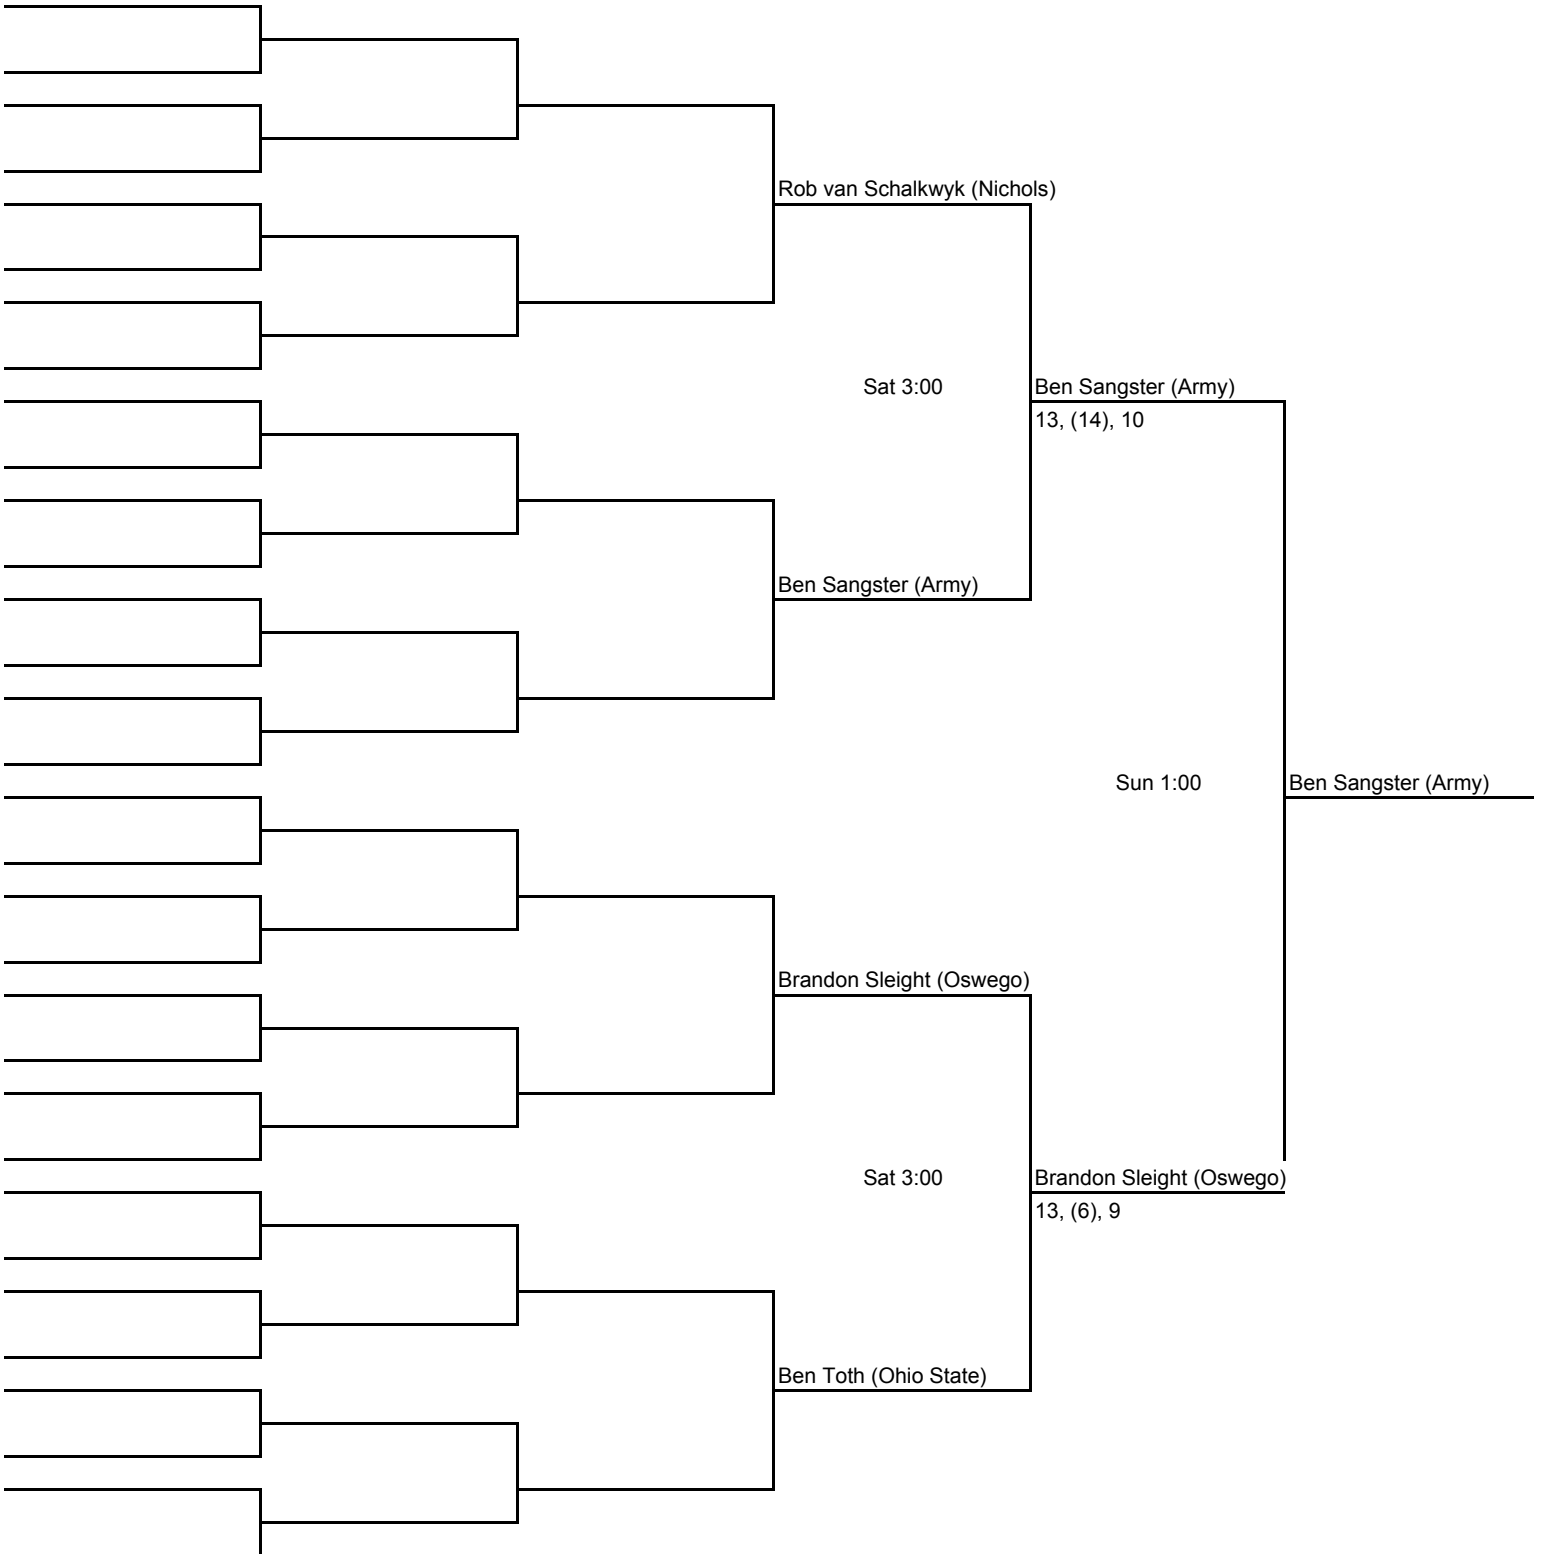 Rob van Schalkwyk (Nichols)
Sat 3:00
Ben Sangster (Army)
13, (14), 10
Ben Sangster (Army)
Sun 1:00
Ben Sangster (Army)
Brandon Sleight (Oswego)
Sat 3:00
Brandon Sleight (Oswego)
13, (6), 9
Ben Toth (Ohio State)